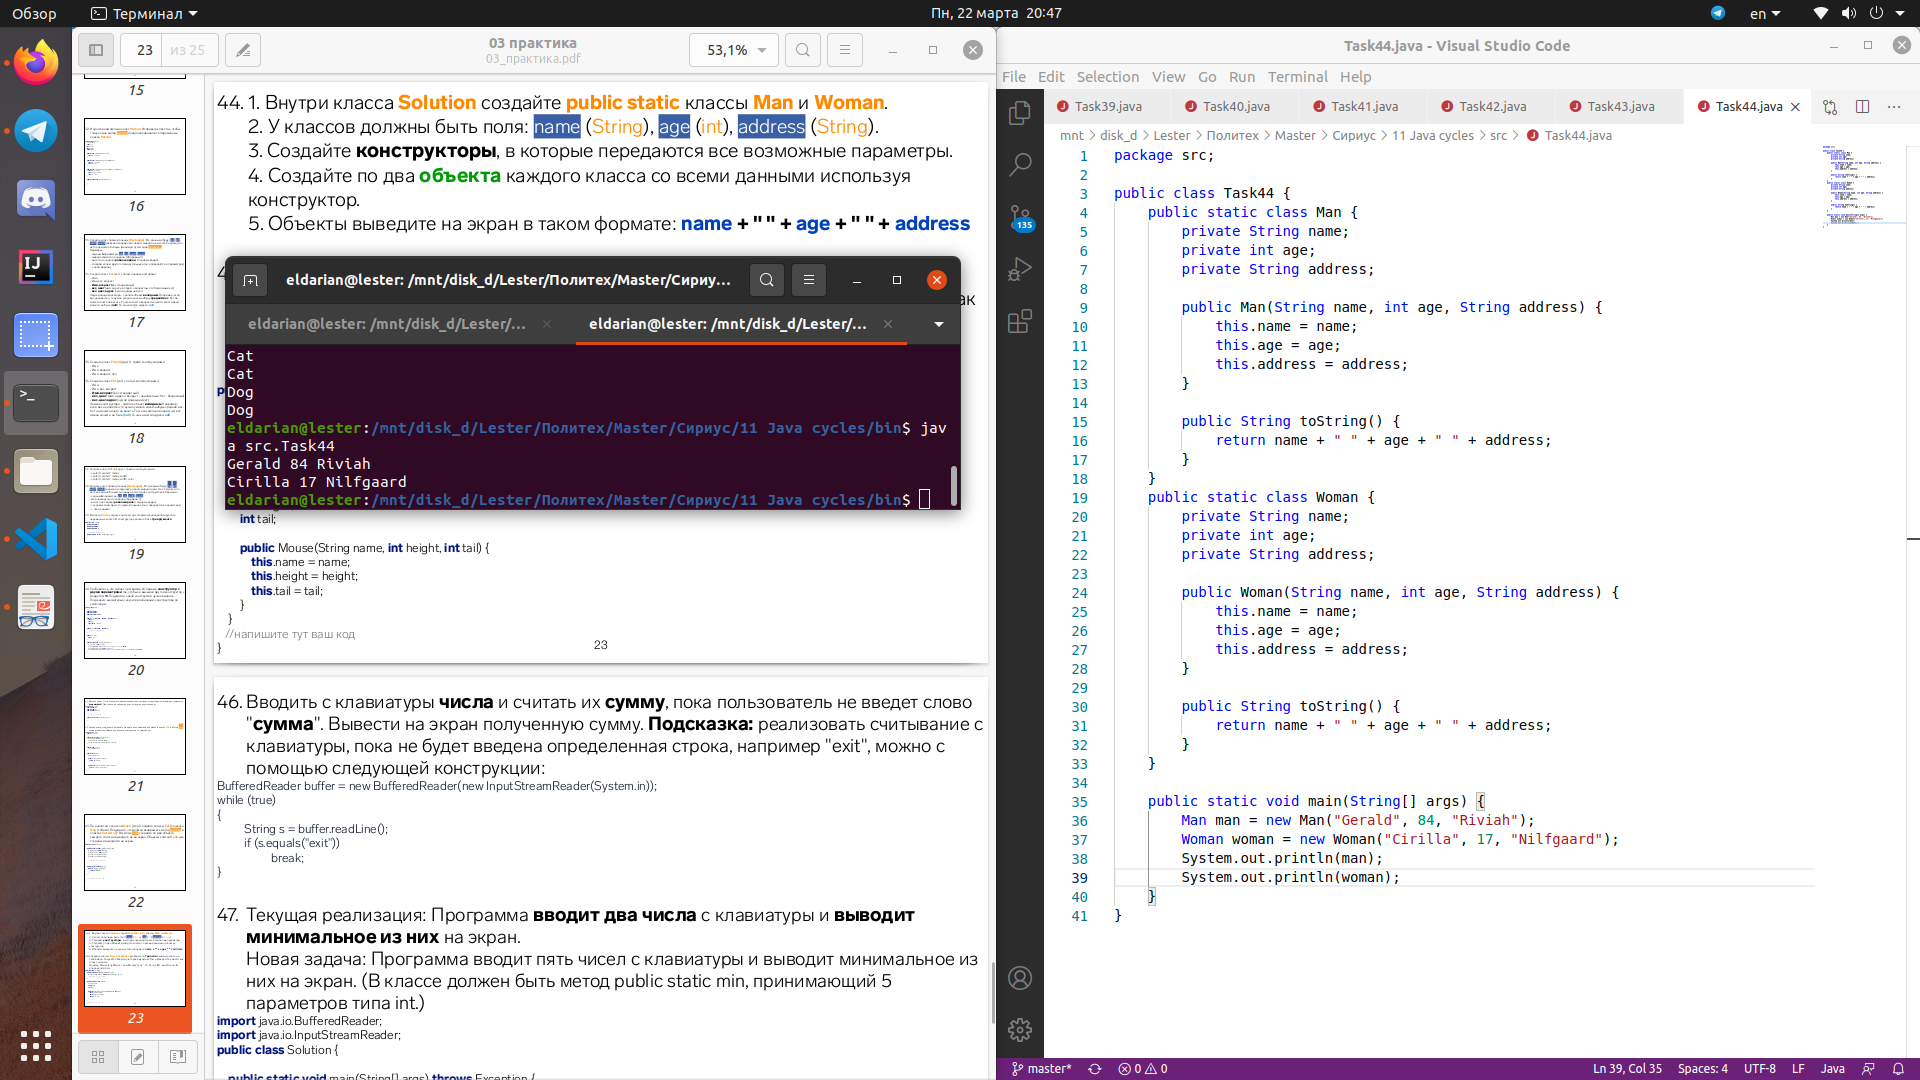 Обзор
Терминал
Пн, 22 марта 20:47
en
23
из 25
03 практика
03_практика.pdf
53,1%
15
16
17
18
19
20
21
22
23
44. 1. Внутри класса Solution создайте public static классы Man и Woman.
2. У классов должны быть поля: name (String), age (int), address (String).
3. Создайте конструкторы, в которые передаются все возможные параметры.
4. Создайте по два объекта каждого класса со всеми данными используя
конструктор.
5. Объекты выведите на экран в таком формате: name + " " + age + " " + address
ак
eldarian@lester: /mnt/disk_d/Lester/Политех/Master/Сириу...
eldarian@lester: /mnt/disk_d/Lester/...
eldarian@lester: /mnt/disk_d/Lester/...
Cat
Cat
Dog
Dog
eldarian@lester:/mnt/disk_d/Lester/Политех/Master/Сириус/11 Java cycles/bin$ jav
a src.Task44
Gerald 84 Riviah
Cirilla 17 Nilfgaard
eldarian@lester:/mnt/disk_d/Lester/Политех/Master/Сириус/11 Java cycles/bin$
int tail;
public Mouse(String name, int height, int tail) {
this.name = name;
this.height = height;
this.tail = tail;
}
}
//напишите тут ваш код
}
23
46. Вводить с клавиатуры числа и считать их сумму, пока пользователь не введет слово
"сумма". Вывести на экран полученную сумму. Подсказка: реализовать считывание с
клавиатуры, пока не будет введена определенная строка, например "exit", можно с
помощью следующей конструкции:
BufferedReader buffer = new BufferedReader(new InputStreamReader(System.in));
while (true)
{
String s = buffer.readLine();
if (s.equals("exit"))
break;
}
47. Текущая реализация: Программа вводит два числа с клавиатуры и выводит
минимальное из них на экран.
Новая задача: Программа вводит пять чисел с клавиатуры и выводит минимальное из
них на экран. (В классе должен быть метод public static min, принимающий 5
параметров типа int.)
import java.io.BufferedReader;
import java.io.InputStreamReader;
public class Solution {
public static void main(String[] args) throws Exception {
Task44.java - Visual Studio Code
File Edit Selection View Go Run Terminal Help
Task39.java Task40.java Task41.java Task42.java Task43.java Task44.java
mnt > disk_d > Lester > Политех > Master > Сириус > 11 Java cycles > src > Task44.java
135
1 package src;
2
3 public class Task44 {
4 public static class Man {
5 private String name;
6 private int age;
7 private String address;
8
9 public Man(String name, int age, String address) {
10 this.name = name;
11 this.age = age;
12 this.address = address;
13 }
14
15 public String toString() {
16 return name + " " + age + " " + address;
17 }
18 }
19 public static class Woman {
20 private String name;
21 private int age;
22 private String address;
23
24 public Woman(String name, int age, String address) {
25 this.name = name;
26 this.age = age;
27 this.address = address;
28 }
29
30 public String toString() {
31 return name + " " + age + " " + address;
32 }
33 }
34
35 public static void main(String[] args) {
36 Man man = new Man("Gerald", 84, "Riviah");
37 Woman woman = new Woman("Cirilla", 17, "Nilfgaard");
38 System.out.println(man);
39 System.out.println(woman);
40 }
41 }
master* 0 0
Ln 39, Col 35 Spaces: 4 UTF-8 LF Java